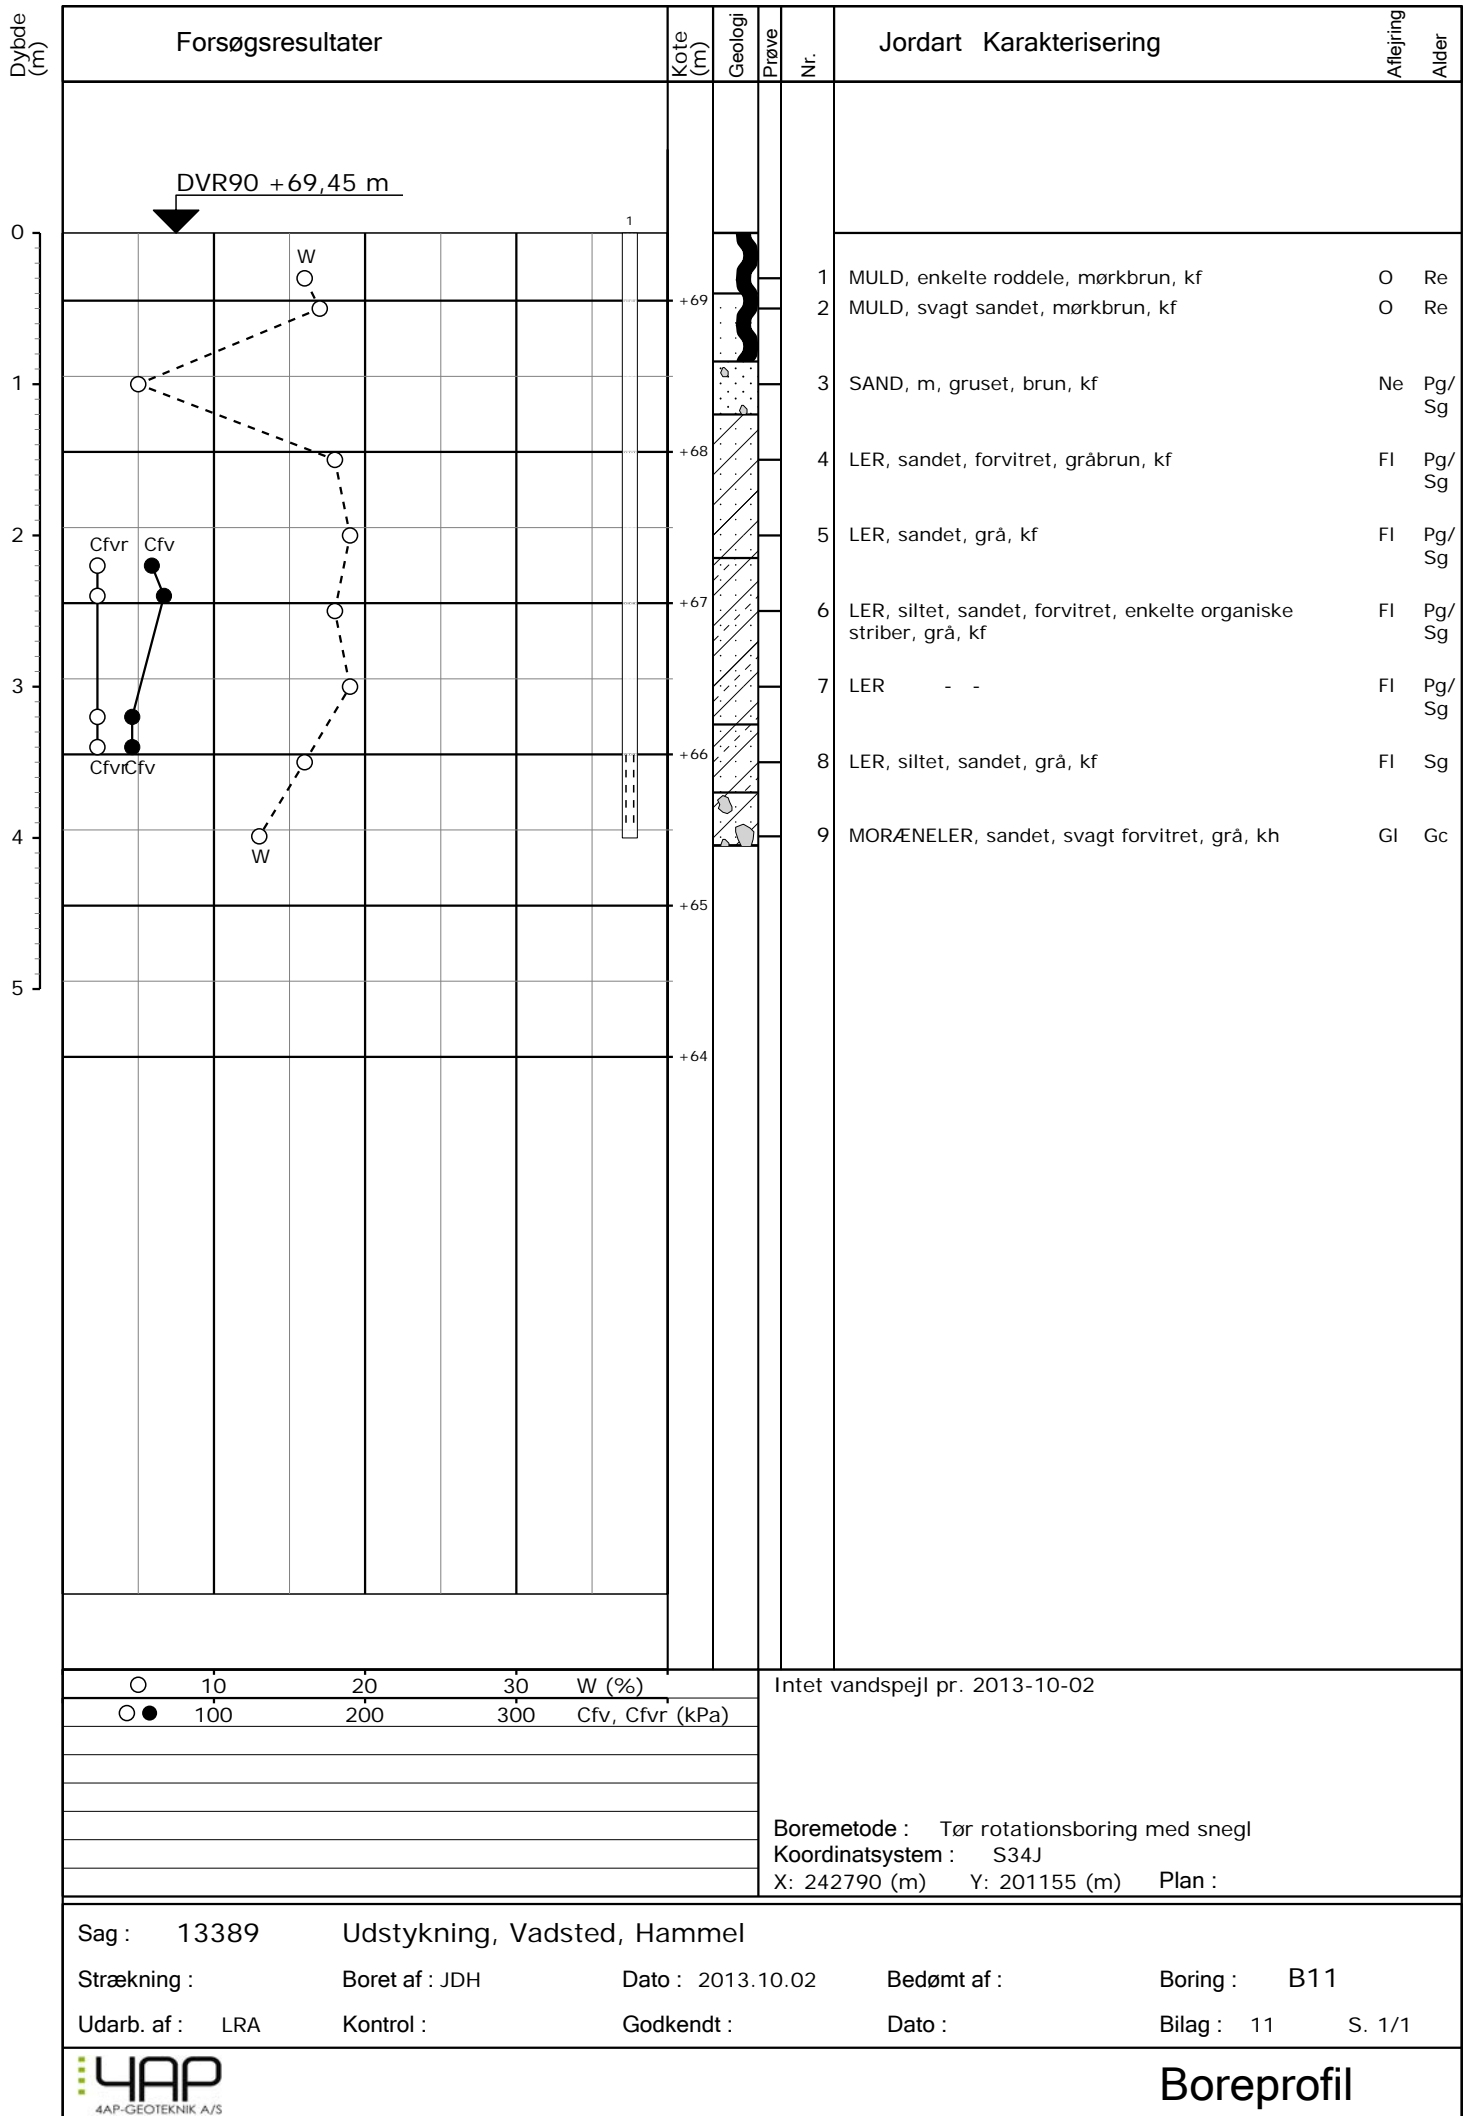 Dybde (m)
Forsøgsresultater
Kote (m)
Geologi
Prøve
Nr.
Jordart Karakterisering
Aflejring
Alder
DVR90 +69,45 m
1
0
W
+69
1 MULD, enkelte roddele, mørkbrun, kf O Re
2 MULD, svagt sandet, mørkbrun, kf O Re
1
3 SAND, m, gruset, brun, kf Ne Pg/
Sg
+68
4 LER, sandet, forvitret, gråbrun, kf Fl Pg/
Sg
2
Cfvr Cfv
5 LER, sandet, grå, kf Fl Pg/
Sg
+67
6 LER, siltet, sandet, forvitret, enkelte organiske Fl Pg/
striber, grå, kf Sg
3
7 LER - - Fl Pg/
Sg
+66
Cfvr Cfv
8 LER, siltet, sandet, grå, kf Fl Sg
4
W
9 MORÆNELER, sandet, svagt forvitret, grå, kh Gl Gc
+65
5
+64
10 20 30 W (%)
100 200 300 Cfv, Cfvr (kPa)
Intet vandspejl pr. 2013-10-02
Boremetode : Tør rotationsboring med snegl
Koordinatsystem : S34J
X: 242790 (m) Y: 201155 (m) Plan :
Sag : 13389 Udstykning, Vadsted, Hammel
Strækning : Boret af : JDH Dato : 2013.10.02 Bedømt af : Boring : B11
Udarb. af : LRA Kontrol : Godkendt : Dato : Bilag : 11 S. 1/1
4AP
4AP-GEOTEKNIK A/S
Boreprofil